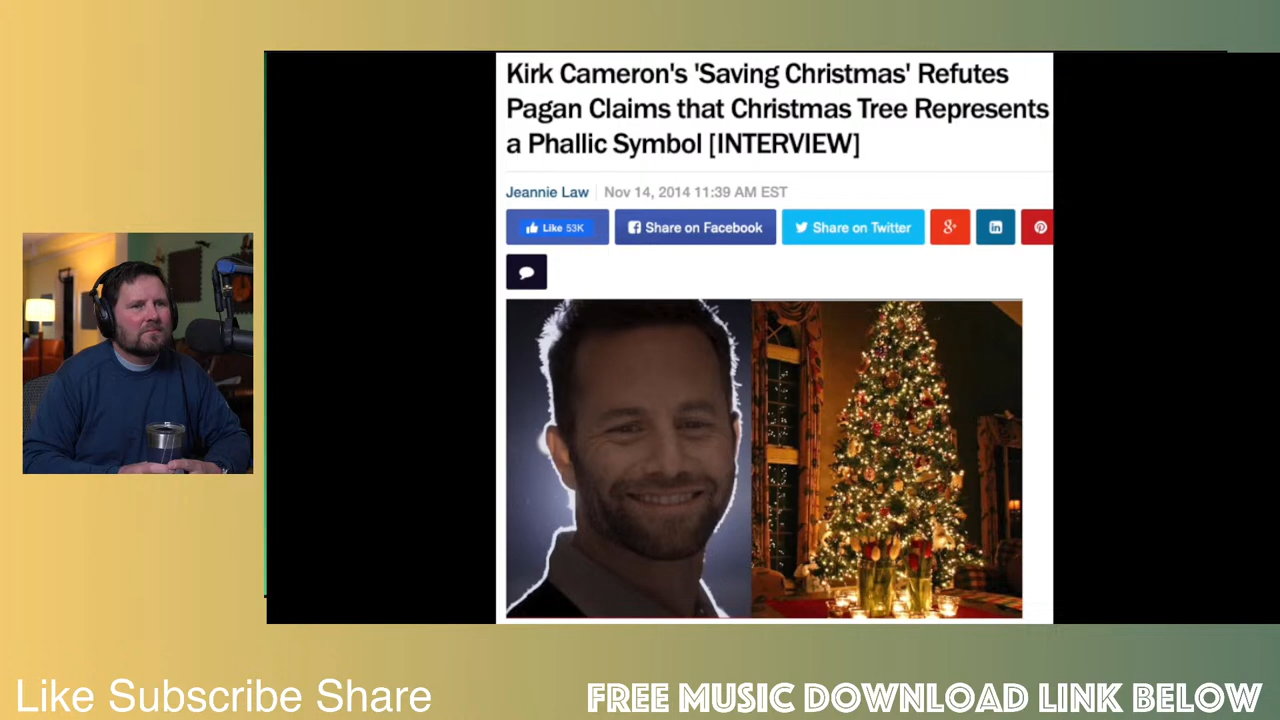 Kirk Cameron's 'Saving Christmas' Refutes
Pagan Claims that Christmas Tree Represents
a Phallic Symbol [INTERVIEW]
Jeannie Law | Nov 14, 2014 11:39 AM EST
Like 53K
Share on Facebook
Share on Twitter
Like Subscribe Share
FREE MUSIC DOWNLOAD LINK BELOW